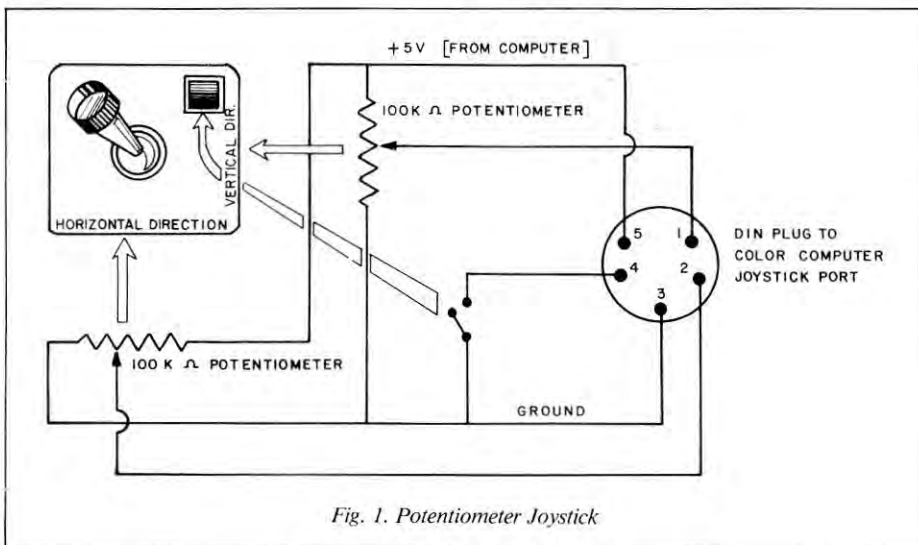 +5V [FROM COMPUTER]
100K Ω POTENTIOMETER
VERTICAL DIR.
HORIZONTAL DIRECTION
5 1
4 2
3
DIN PLUG TO
COLOR COMPUTER
JOYSTICK PORT
100 K Ω POTENTIOMETER
GROUND
Fig. 1. Potentiometer Joystick